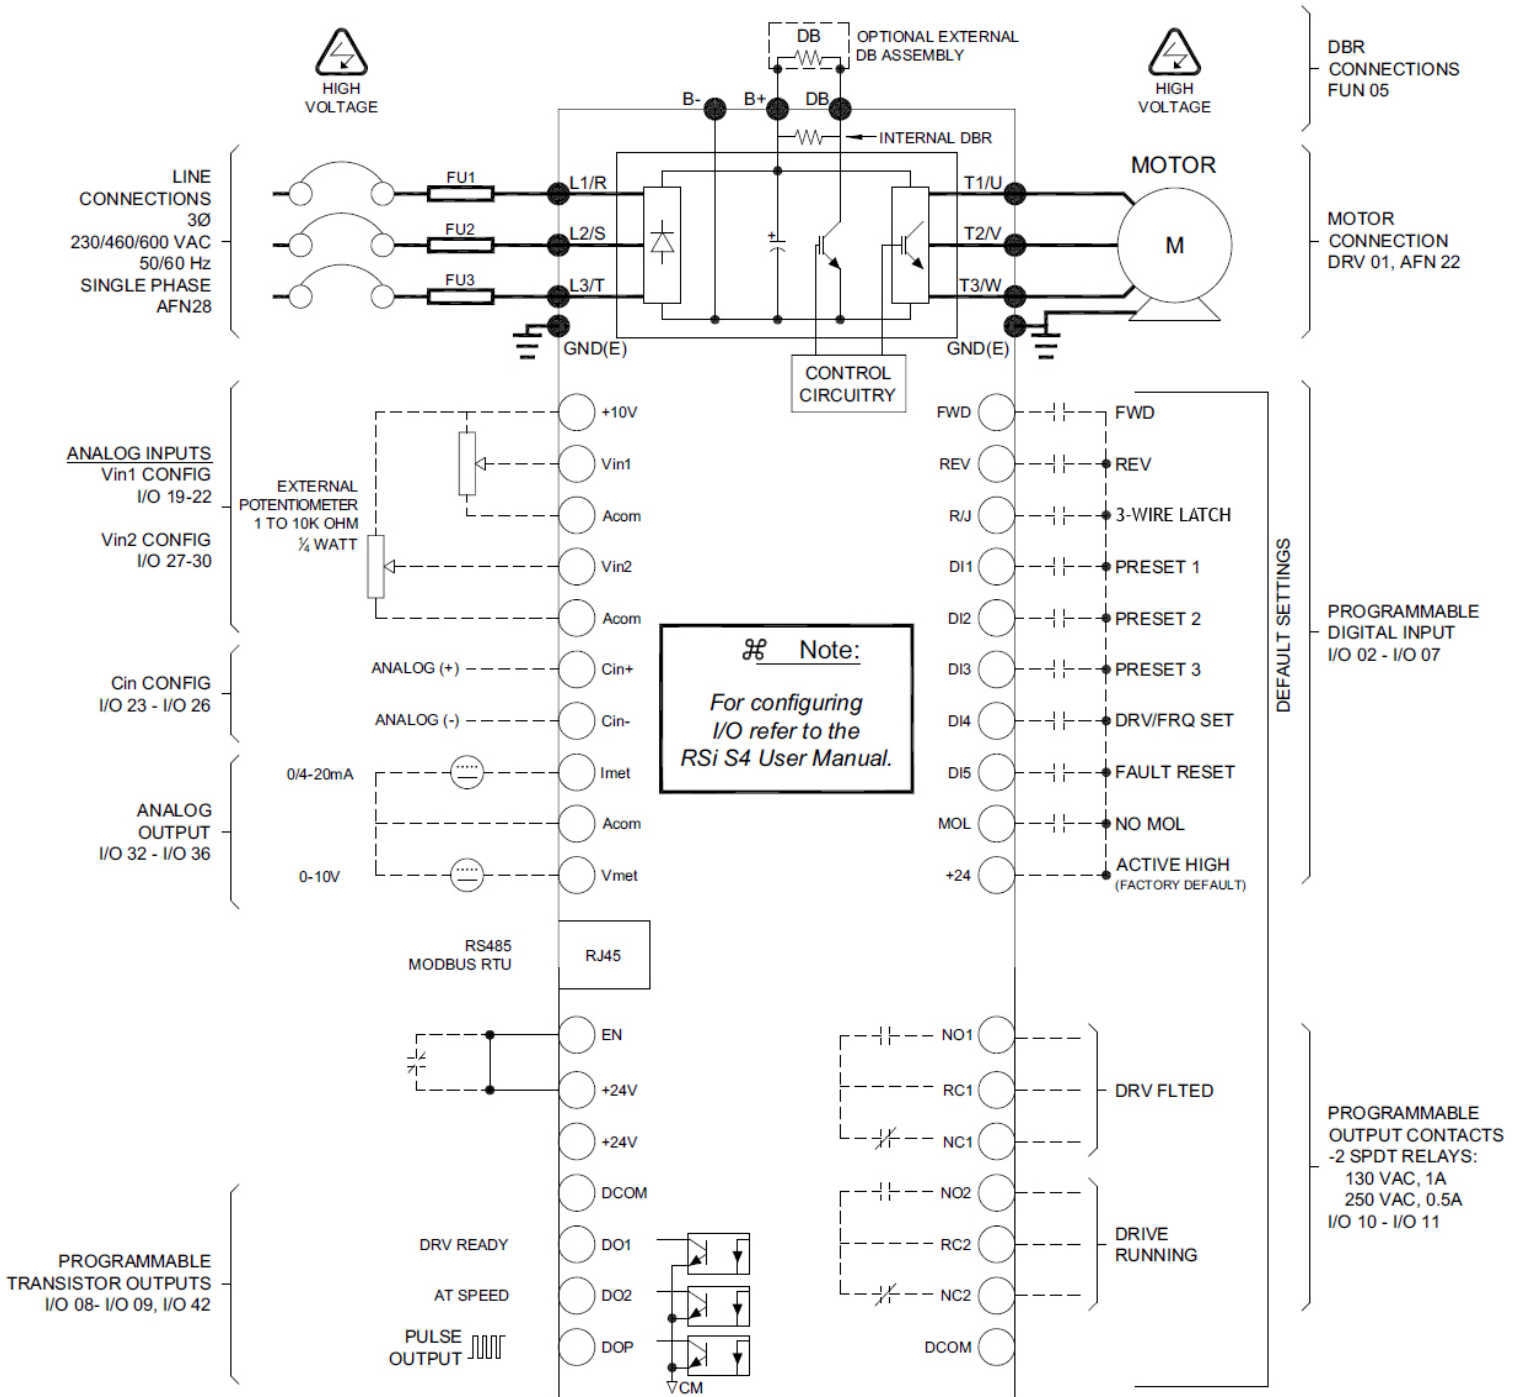 HIGH
VOLTAGE
DB
OPTIONAL EXTERNAL
DB ASSEMBLY
B-
B+
DB
INTERNAL DBR
HIGH
VOLTAGE
DBR
CONNECTIONS
FUN 05
LINE
CONNECTIONS
3Ø
230/460/600 VAC
50/60 Hz
SINGLE PHASE
AFN28
FU1
FU2
FU3
L1/R
L2/S
L3/T
GND(E)
+
T1/U
T2/V
T3/W
GND(E)
MOTOR
M
MOTOR
CONNECTION
DRV 01, AFN 22
CONTROL
CIRCUITRY
ANALOG INPUTS
Vin1 CONFIG
I/O 19-22
Vin2 CONFIG
I/O 27-30
EXTERNAL
POTENTIOMETER
1 TO 10K OHM
¼ WATT
+10V
Vin1
Acom
Vin2
Acom
Cin CONFIG
I/O 23 - I/O 26
ANALOG (+)
Cin+
ANALOG (-)
Cin-
ANALOG
OUTPUT
I/O 32 - I/O 36
0/4-20mA
Imet
Acom
0-10V
Vmet
⌘ Note:
For configuring
I/O refer to the
RSi S4 User Manual.
FWD
FWD
REV
REV
R/J
3-WIRE LATCH
DI1
PRESET 1
DI2
PRESET 2
DI3
PRESET 3
DI4
DRV/FRQ SET
DI5
FAULT RESET
MOL
NO MOL
+24
ACTIVE HIGH
(FACTORY DEFAULT)
DEFAULT SETTINGS
PROGRAMMABLE
DIGITAL INPUT
I/O 02 - I/O 07
RS485
MODBUS RTU
RJ45
EN
+24V
+24V
DCOM
PROGRAMMABLE
TRANSISTOR OUTPUTS
I/O 08- I/O 09, I/O 42
DRV READY
DO1
AT SPEED
DO2
PULSE
OUTPUT
DOP
CM
NO1
RC1
NC1
DRV FLTED
NO2
RC2
NC2
DRIVE
RUNNING
DCOM
PROGRAMMABLE
OUTPUT CONTACTS
-2 SPDT RELAYS:
130 VAC, 1A
250 VAC, 0.5A
I/O 10 - I/O 11